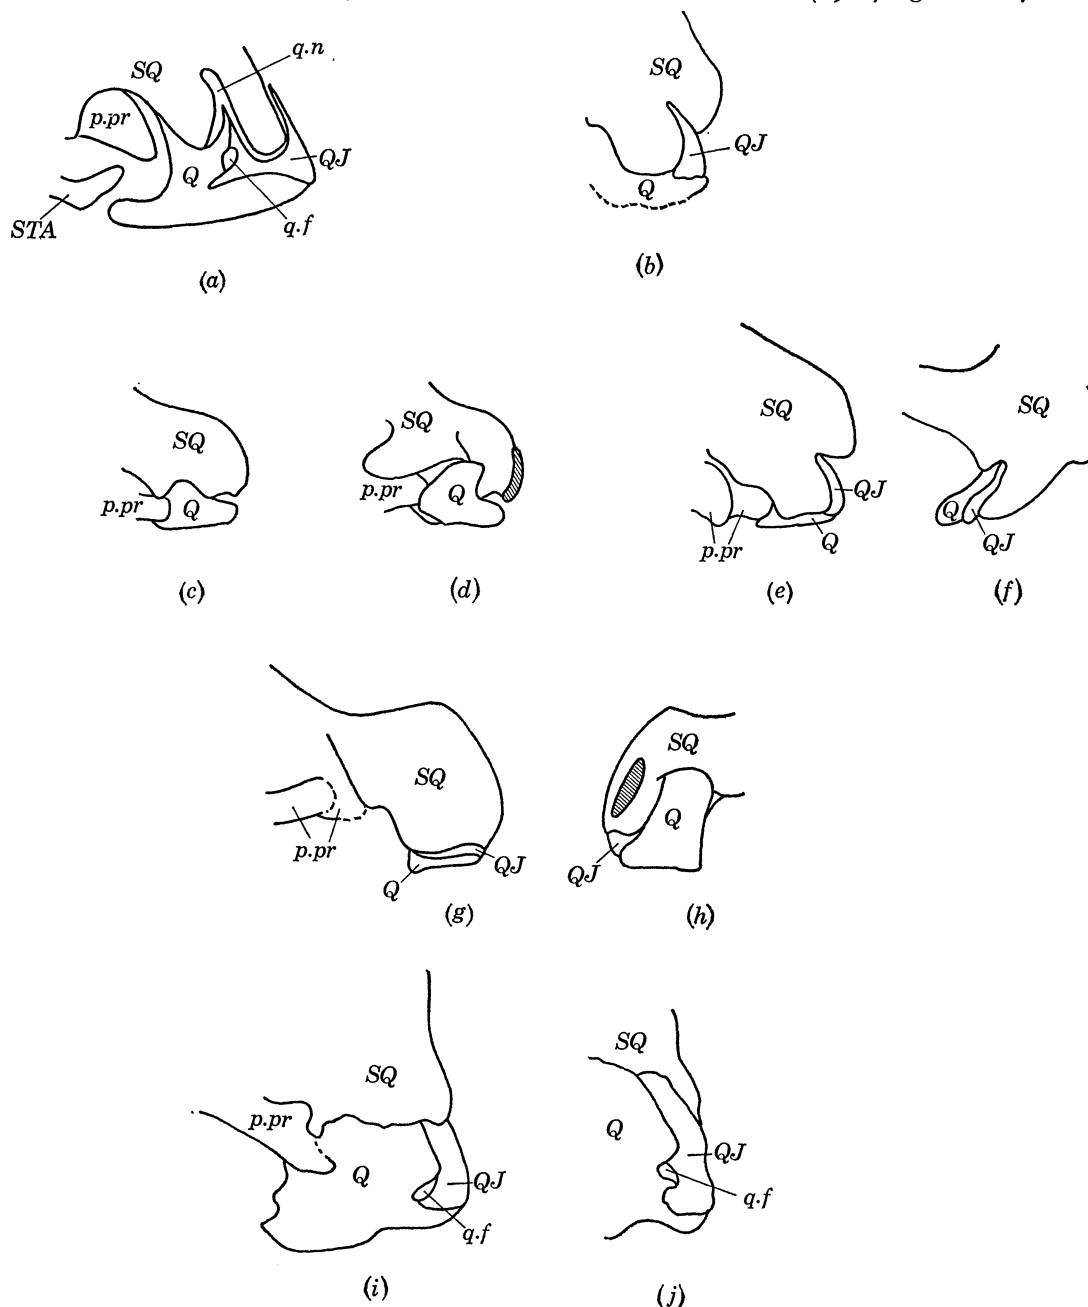 q.n
SQ
SQ
p.pr
QJ
QJ
Q
Q
STA
q.f
(a)
(b)
SQ
SQ
SQ
SQ
p.pr
Q
p.pr
Q
QJ
Q
QJ
p.pr
Q
(c)
(d)
(e)
(f)
SQ
SQ
Q
p.pr
QJ
Q
QJ
(g)
(h)
SQ
SQ
p.pr
Q
Q
QJ
QJ
q.f
q.f
(i)
(j)